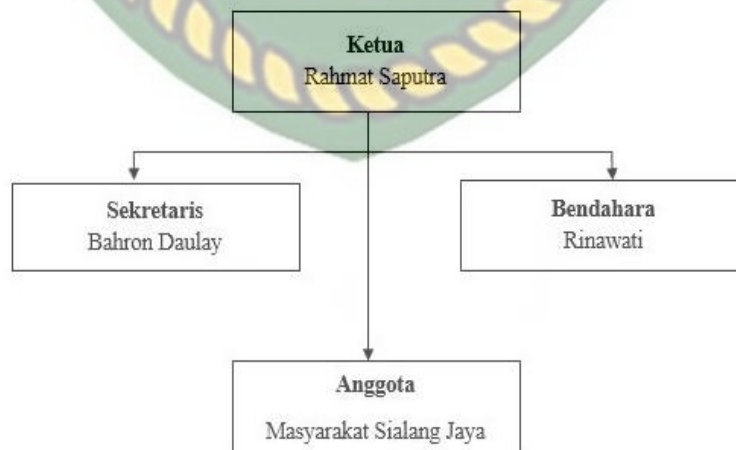 Ketua
Rahmat Saputra
Sekretaris
Bahron Daulay
Bendahara
Rinawati
Anggota
Masyarakat Sialang Jaya